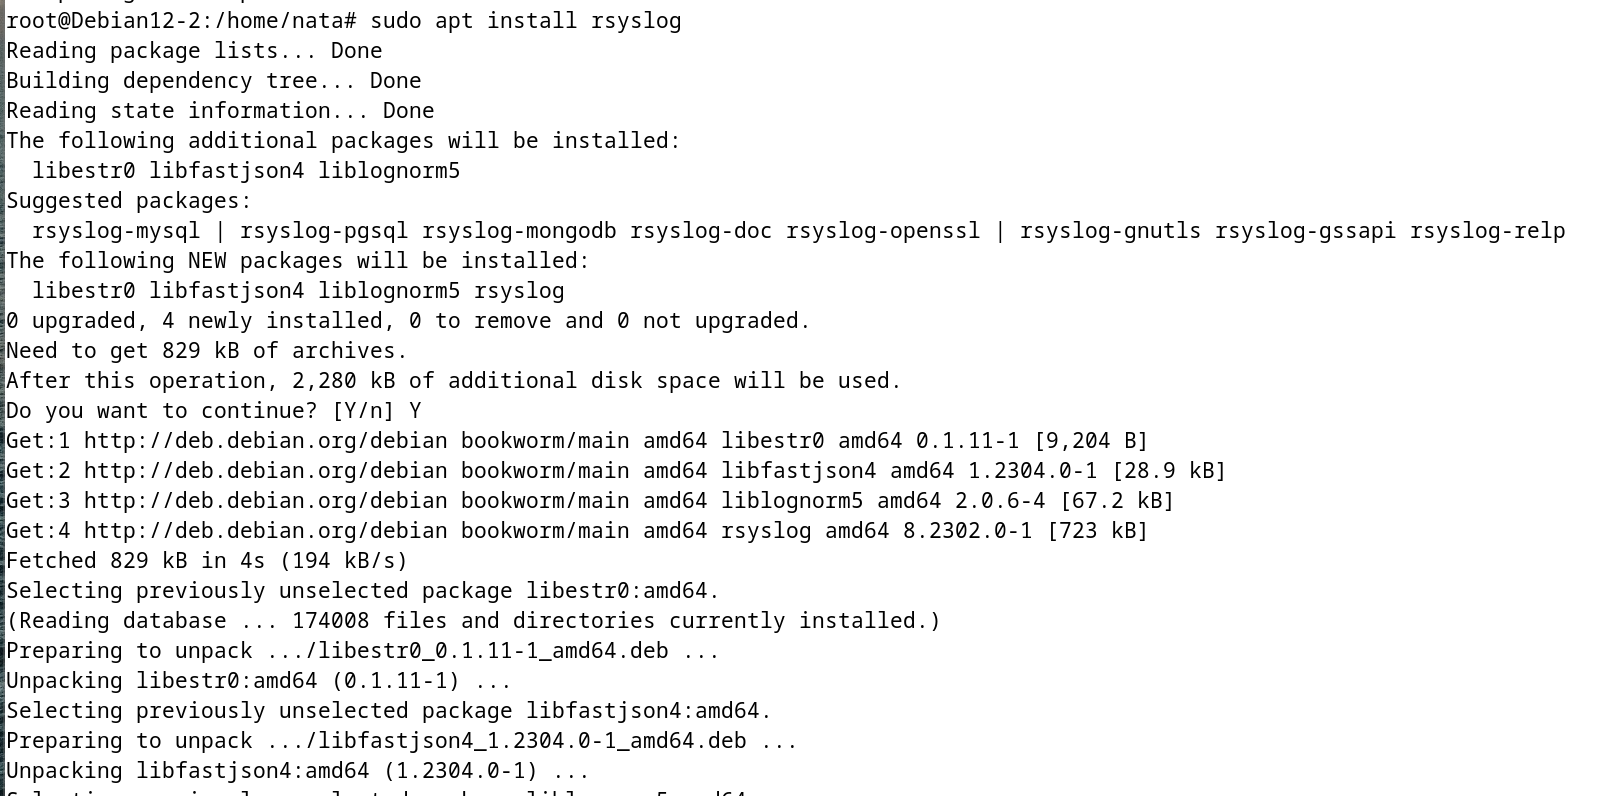 root@Debian12-2:/home/nata# sudo apt install rsyslog
Reading package lists... Done
Building dependency tree... Done
Reading state information... Done
The following additional packages will be installed:
  libestr0 libfastjson4 liblognorm5
Suggested packages:
  rsyslog-mysql | rsyslog-pgsql rsyslog-mongodb rsyslog-doc rsyslog-openssl | rsyslog-gnutls rsyslog-gssapi rsyslog-relp
The following NEW packages will be installed:
  libestr0 libfastjson4 liblognorm5 rsyslog
0 upgraded, 4 newly installed, 0 to remove and 0 not upgraded.
Need to get 829 kB of archives.
After this operation, 2,280 kB of additional disk space will be used.
Do you want to continue? [Y/n] Y
Get:1 http://deb.debian.org/debian bookworm/main amd64 libestr0 amd64 0.1.11-1 [9,204 B]
Get:2 http://deb.debian.org/debian bookworm/main amd64 libfastjson4 amd64 1.2304.0-1 [28.9 kB]
Get:3 http://deb.debian.org/debian bookworm/main amd64 liblognorm5 amd64 2.0.6-4 [67.2 kB]
Get:4 http://deb.debian.org/debian bookworm/main amd64 rsyslog amd64 8.2302.0-1 [723 kB]
Fetched 829 kB in 4s (194 kB/s)
Selecting previously unselected package libestr0:amd64.
(Reading database ... 174008 files and directories currently installed.)
Preparing to unpack .../libestr0_0.1.11-1_amd64.deb ...
Unpacking libestr0:amd64 (0.1.11-1) ...
Selecting previously unselected package libfastjson4:amd64.
Preparing to unpack .../libfastjson4_1.2304.0-1_amd64.deb ...
Unpacking libfastjson4:amd64 (1.2304.0-1) ...